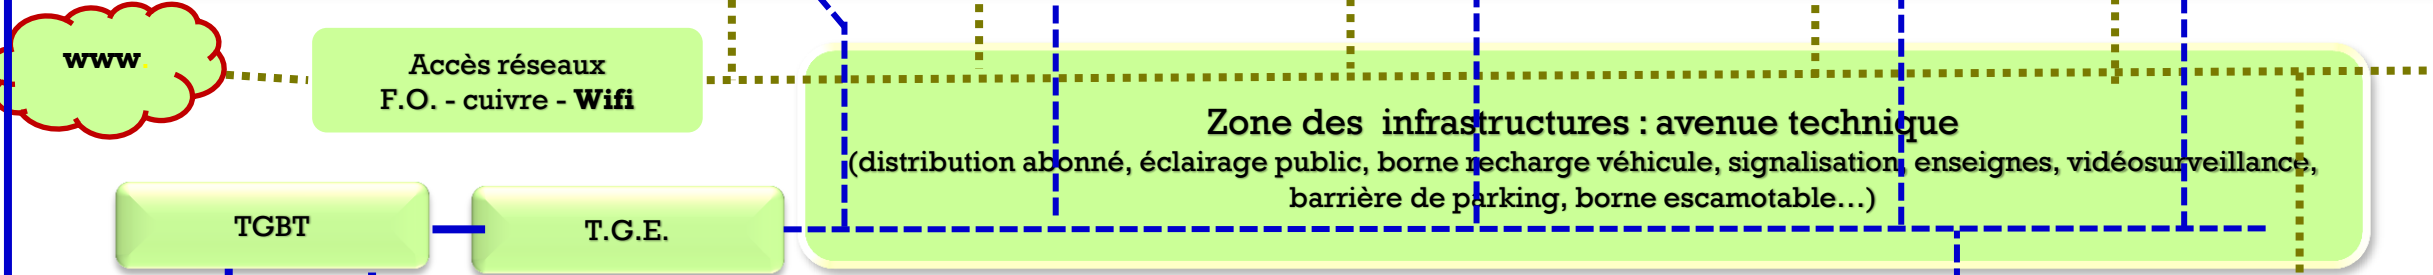 www.
Accès réseaux
F.O. - cuivre - Wifi
Zone des infrastructures : avenue technique
(distribution abonné, éclairage public, borne recharge véhicule, signalisation, enseignes, vidéosurveillance,
barrière de parking, borne escamotable...)
TGBT
T.G.E.